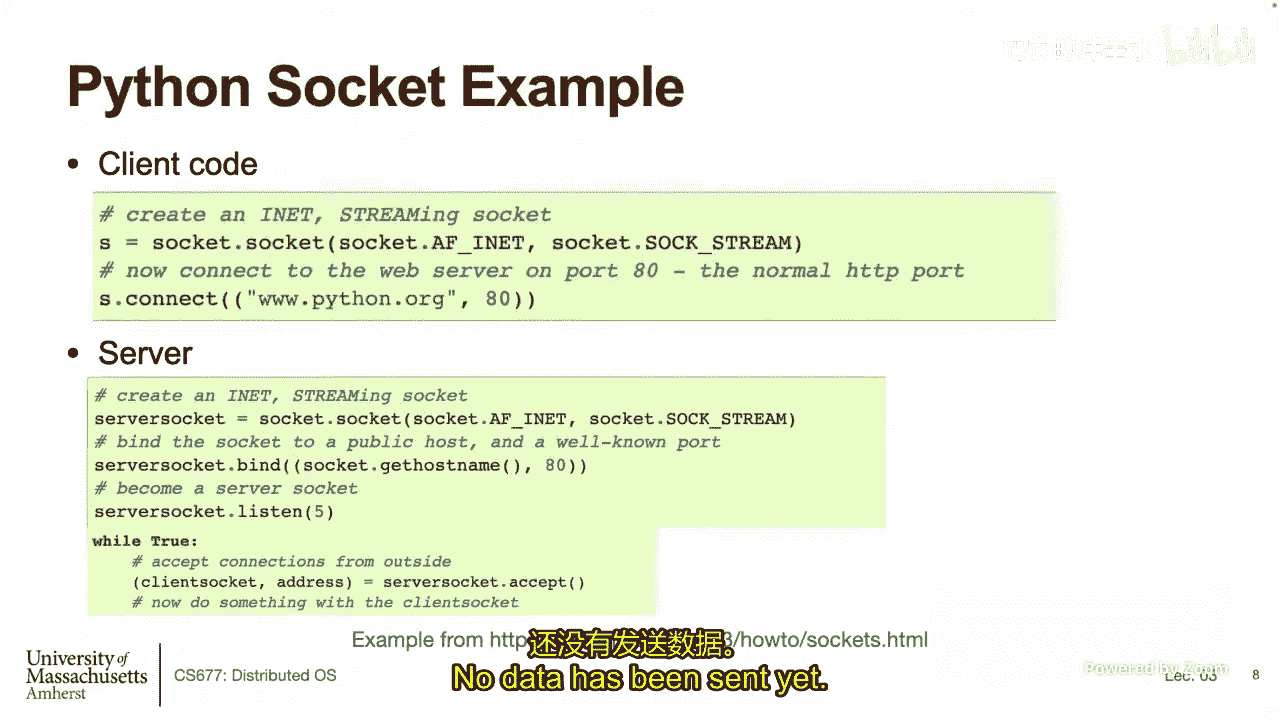 Python Socket Example
• Client code
# create an INET, STREAMing socket
s = socket.socket(socket.AF_INET, socket.SOCK_STREAM)
# now connect to the web server on port 80 - the normal http port
s.connect(("www.python.org", 80))
• Server
# create an INET, STREAMing socket
serversocket = socket.socket(socket.AF_INET, socket.SOCK_STREAM)
# bind the socket to a public host, and a well-known port
serversocket.bind((socket.gethostname(), 80))
# become a server socket
serversocket.listen(5)
while True:
# accept connections from outside
(clientsocket, address) = serversocket.accept()
# now do something with the clientsocket
Example from http 3/howto/sockets.html
还没有发送数据。
No data has been sent yet.
University of
Massachusetts
Amherst
CS677: Distributed OS
Powered by Zoom
Lec. 03
8
bilibili